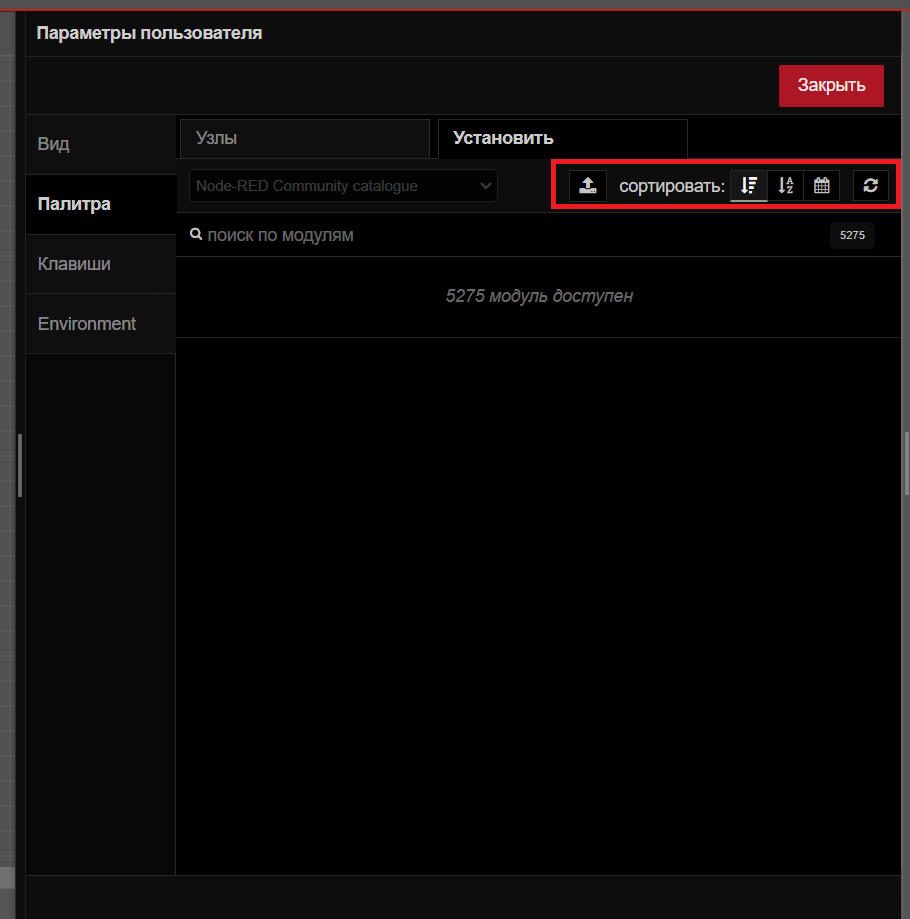 Параметры пользователя
Закрыть
Вид
Палитра
Клавиши
Environment
Узлы
Установить
Node-RED Community catalogue
сортировать:
поиск по модулям
5275
5275 модуль доступен